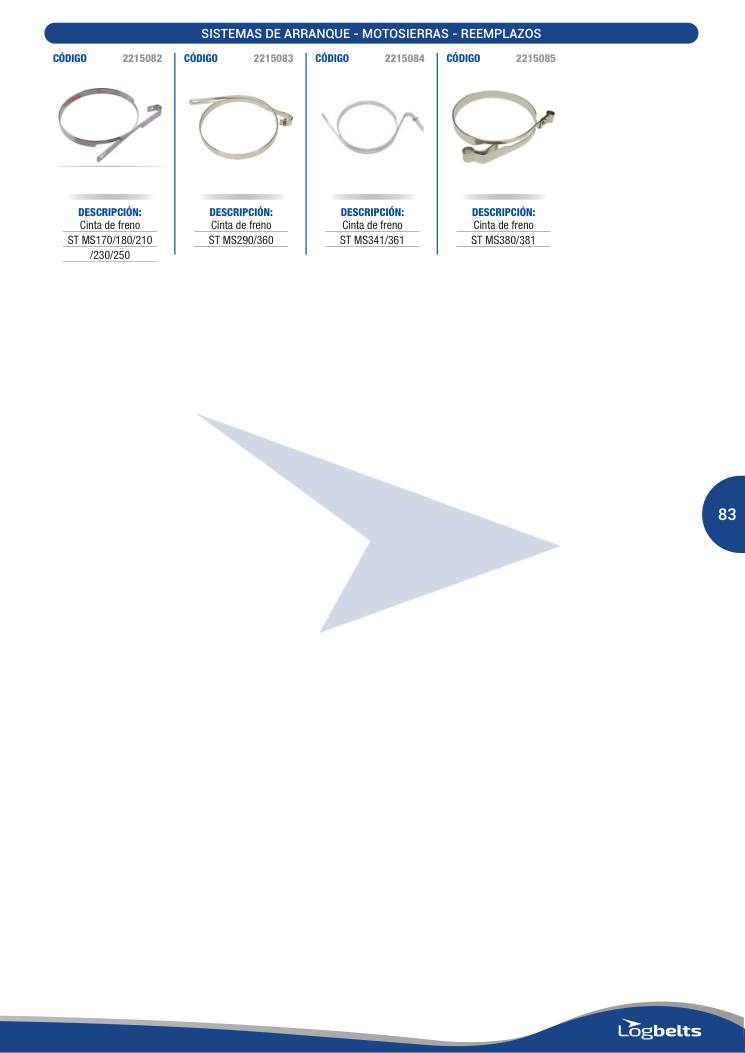 SISTEMAS DE ARRANQUE - MOTOSIERRAS - REEMPLAZOS
CÓDIGO 2215082
DESCRIPCIÓN:
Cinta de freno
ST MS170/180/210
/230/250
CÓDIGO 2215083
DESCRIPCIÓN:
Cinta de freno
ST MS290/360
CÓDIGO 2215084
DESCRIPCIÓN:
Cinta de freno
ST MS341/361
CÓDIGO 2215085
DESCRIPCIÓN:
Cinta de freno
ST MS380/381
83
Logbelts